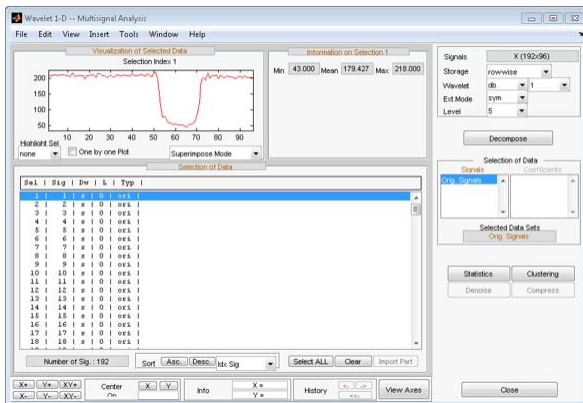 Wavelet 1-D -- Multisignal Analysis
File Edit View Insert Tools Window Help
Visualization of Selected Data
Selection Index 1
200
150
100
50
10 20 30 40 50 60 70 80 90
Highlight Sel
none One by one Plot Superimpose Mode
Information on Selection 1
Min 43.000 Mean 179.427 Max 218.000
Selection of Data
Sel | Sig | Dw | L | Typ |
1 | 1 | s | 0 | ori |
2 | 2 | s | 0 | ori |
3 | 3 | s | 0 | ori |
4 | 4 | s | 0 | ori |
5 | 5 | s | 0 | ori |
6 | 6 | s | 0 | ori |
7 | 7 | s | 0 | ori |
8 | 8 | s | 0 | ori |
9 | 9 | s | 0 | ori |
10 | 10 | s | 0 | ori |
11 | 11 | s | 0 | ori |
12 | 12 | s | 0 | ori |
13 | 13 | s | 0 | ori |
14 | 14 | s | 0 | ori |
15 | 15 | s | 0 | ori |
16 | 16 | s | 0 | ori |
17 | 17 | s | 0 | ori |
18 | 18 | s | 0 | ori |
Number of Sig. : 192 Sort Asc. Desc. Idx Sig Select ALL Clear Import Part
X+ Y+ XY+
X- Y- XY-
Center On X Y
Info X =
Y =
History <- -> 
<<-
View Axes
Signals X (192x96)
Storage rowwise
Wavelet db 1
Ext.Mode sym
Level 5
Decompose
Selection of Data
Signals Coefficients
Orig. Signals
Selected Data Sets
Orig. Signals
Statistics Clustering
Denoise Compress
Close